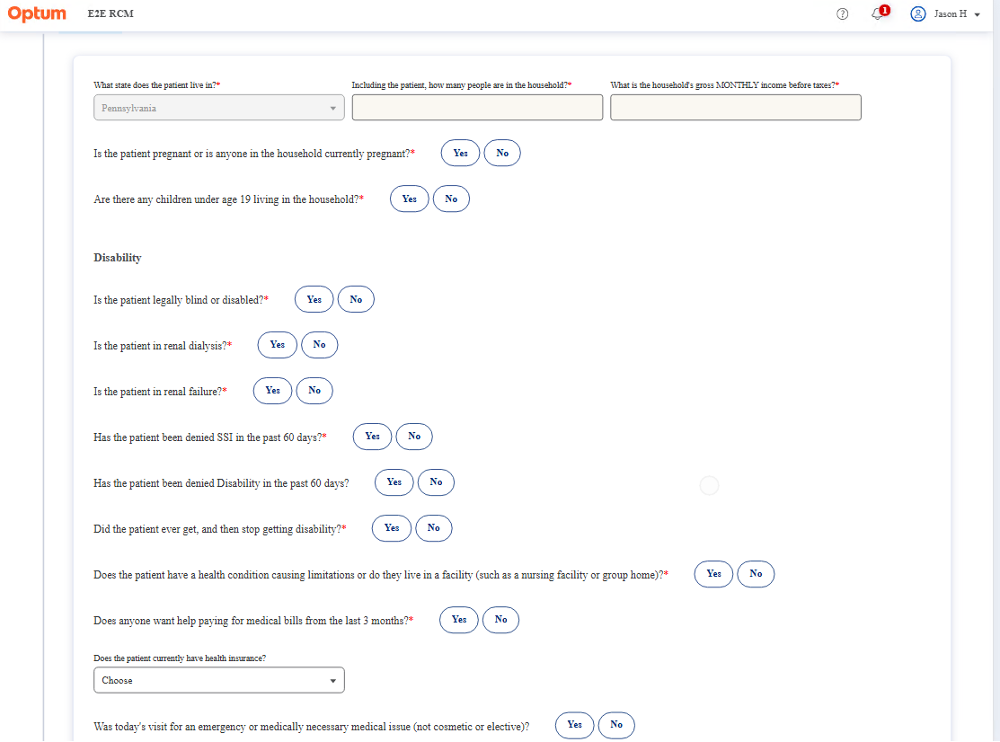 Optum E2E RCM 1 Jason H
What state does the patient live in?* Including the patient, how many people are in the household?* What is the household's gross MONTHLY income before taxes?*
Pennsylvania
Is the patient pregnant or is anyone in the household currently pregnant?* Yes No
Are there any children under age 19 living in the household?* Yes No
Disability
Is the patient legally blind or disabled?* Yes No
Is the patient in renal dialysis?* Yes No
Is the patient in renal failure?* Yes No
Has the patient been denied SSI in the past 60 days?* Yes No
Has the patient been denied Disability in the past 60 days? Yes No
Did the patient ever get, and then stop getting disability?* Yes No
Does the patient have a health condition causing limitations or do they live in a facility (such as a nursing facility or group home)?* Yes No
Does anyone want help paying for medical bills from the last 3 months?* Yes No
Does the patient currently have health insurance?
Choose
Was today's visit for an emergency or medically necessary medical issue (not cosmetic or elective)? Yes No